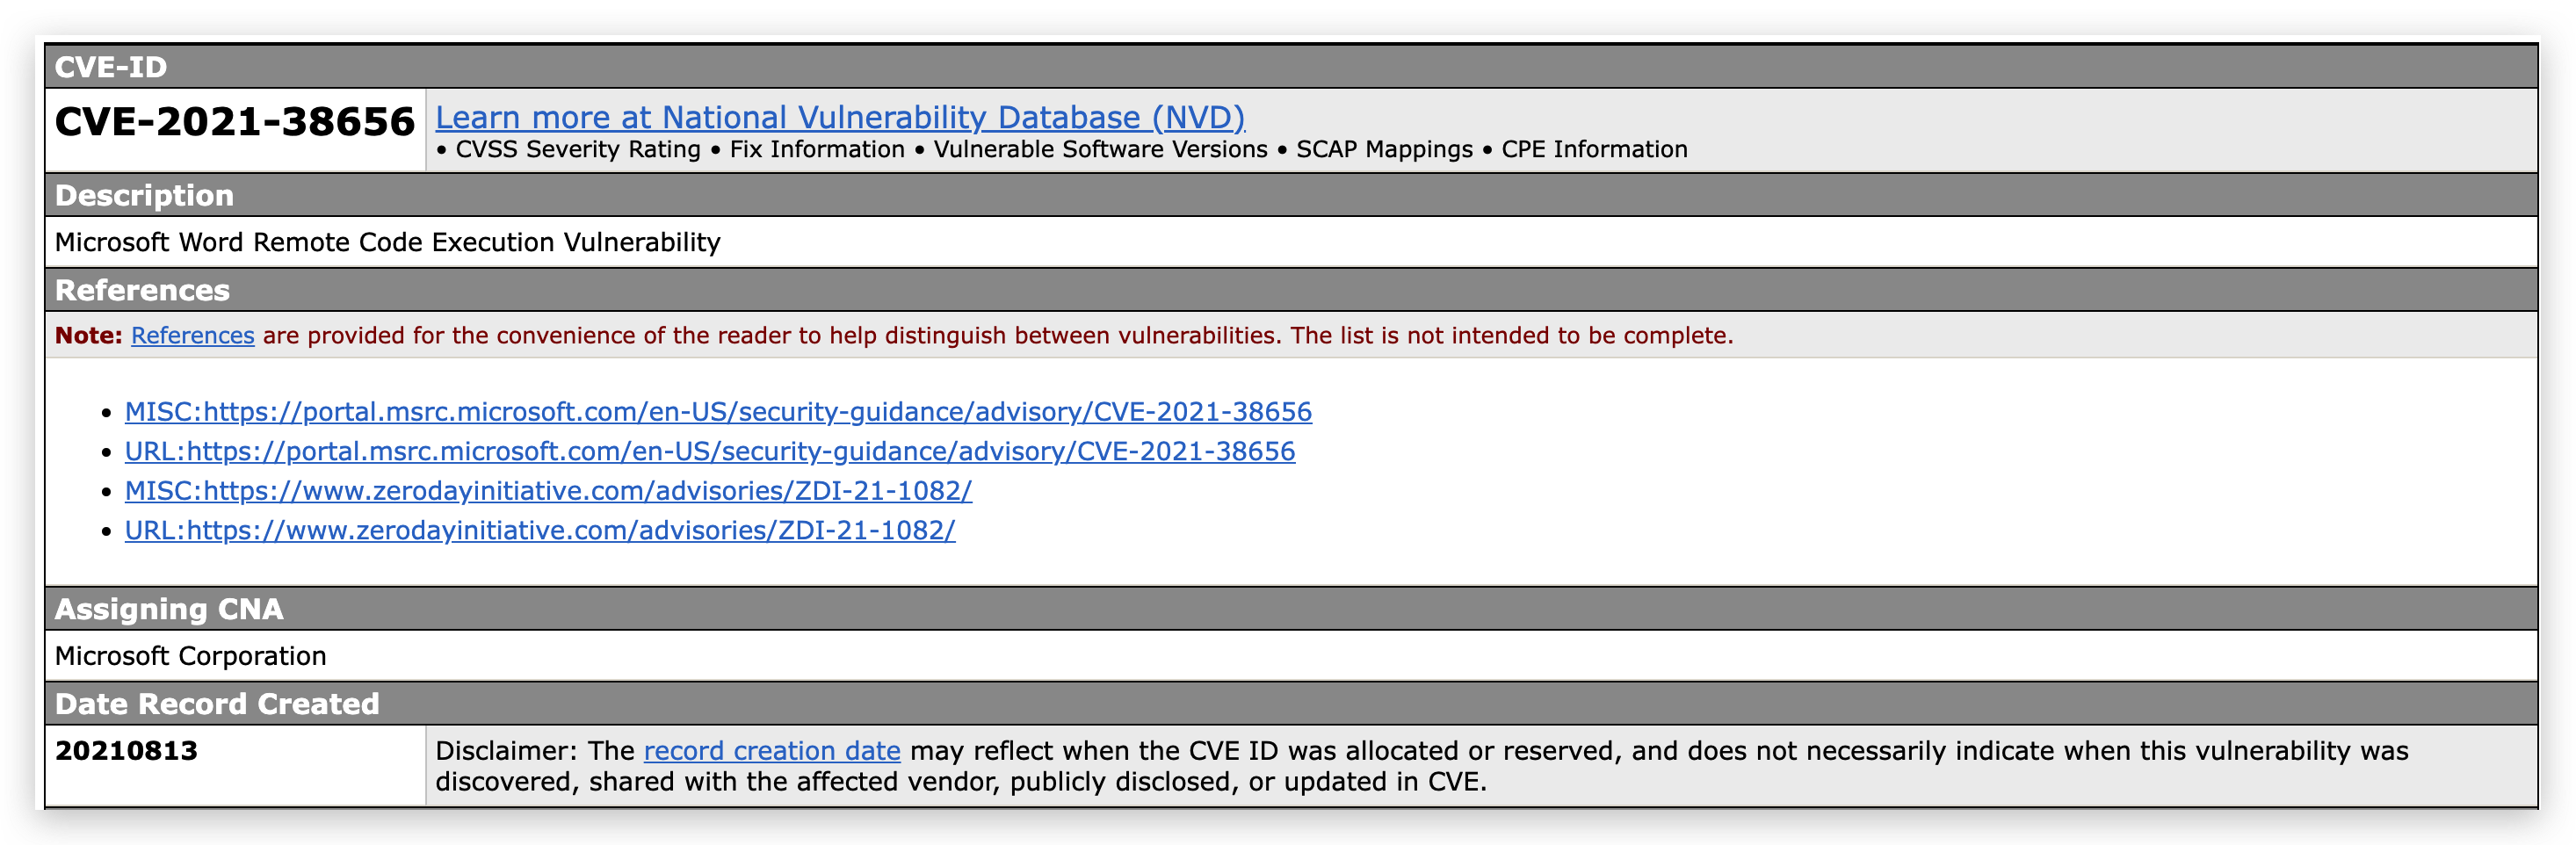 CVE-ID
CVE-2021-38656
Learn more at National Vulnerability Database (NVD)
• CVSS Severity Rating • Fix Information • Vulnerable Software Versions • SCAP Mappings • CPE Information
Description
Microsoft Word Remote Code Execution Vulnerability
References
Note: References are provided for the convenience of the reader to help distinguish between vulnerabilities. The list is not intended to be complete.
• MISC:https://portal.msrc.microsoft.com/en-US/security-guidance/advisory/CVE-2021-38656
• URL:https://portal.msrc.microsoft.com/en-US/security-guidance/advisory/CVE-2021-38656
• MISC:https://www.zerodayinitiative.com/advisories/ZDI-21-1082/
• URL:https://www.zerodayinitiative.com/advisories/ZDI-21-1082/
Assigning CNA
Microsoft Corporation
Date Record Created
20210813
Disclaimer: The record creation date may reflect when the CVE ID was allocated or reserved, and does not necessarily indicate when this vulnerability was
discovered, shared with the affected vendor, publicly disclosed, or updated in CVE.